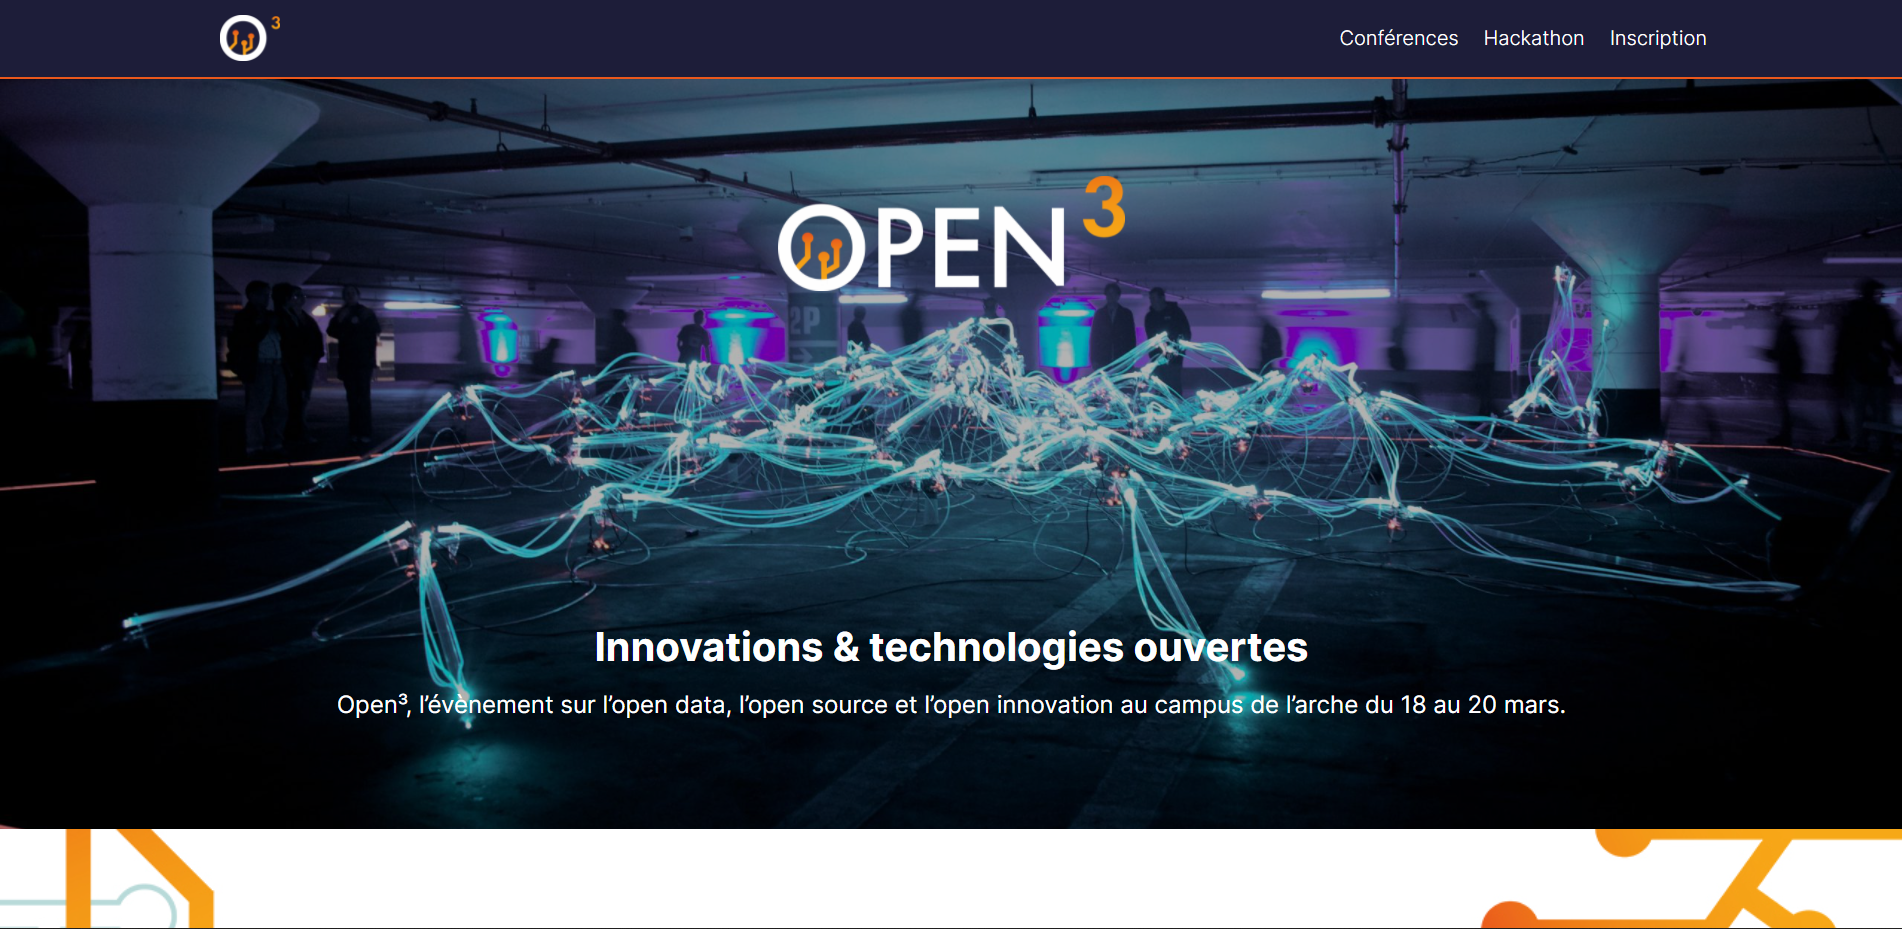 3
Conférences Hackathon Inscription
OPEN 3
2P
Innovations & technologies ouvertes
Open³, l’évènement sur l’open data, l’open source et l’open innovation au campus de l’arche du 18 au 20 mars.